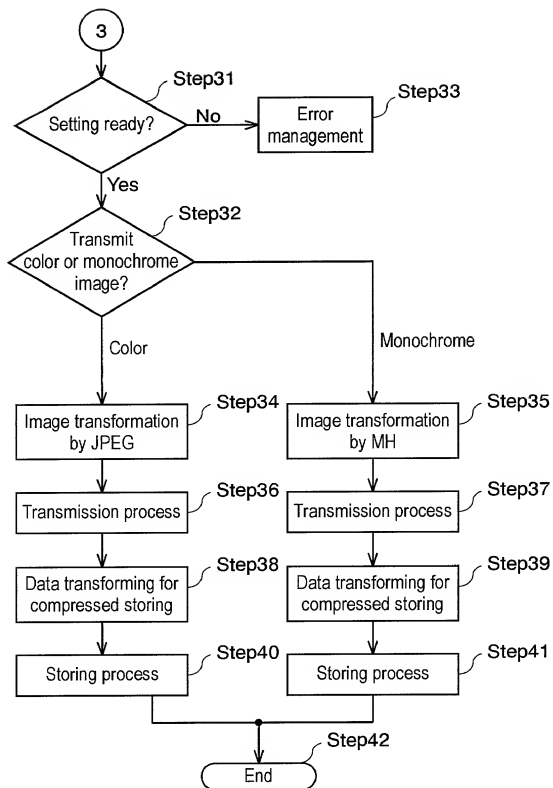 3
Step31
Setting ready?
No
Error
management
Step33
Yes
Step32
Transmit
color or monochrome
image?
Color
Monochrome
Step34
Image transformation
by JPEG
Step35
Image transformation
by MH
Step36
Transmission process
Step37
Transmission process
Step38
Data transforming for
compressed storing
Step39
Data transforming for
compressed storing
Step40
Storing process
Step41
Storing process
Step42
End